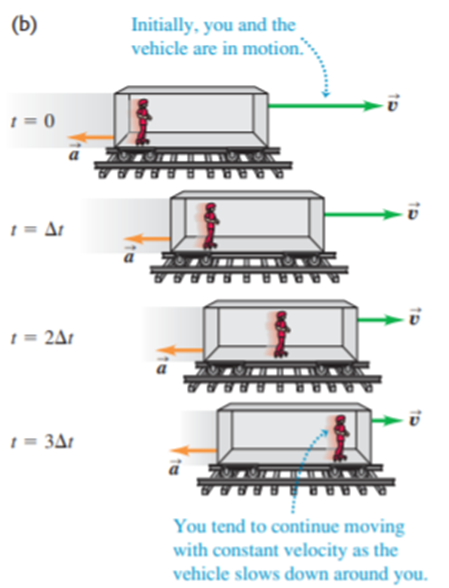 (b)
Initially, you and the
vehicle are in motion.
t = 0
a⃗
v⃗
t = Δt
a⃗
v⃗
t = 2Δt
a⃗
v⃗
t = 3Δt
a⃗
v⃗
You tend to continue moving
with constant velocity as the
vehicle slows down around you.